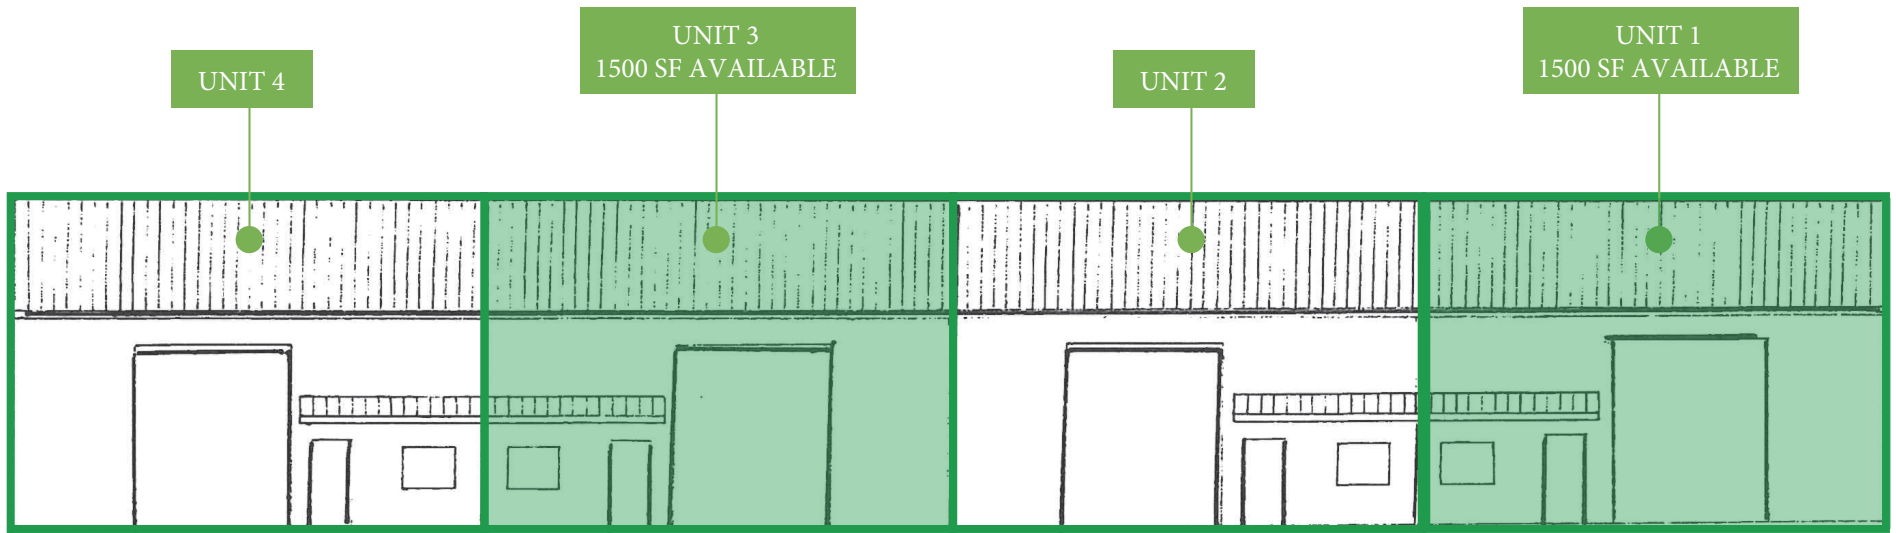 UNIT 4
UNIT 3
1500 SF AVAILABLE
UNIT 2
UNIT 1
1500 SF AVAILABLE